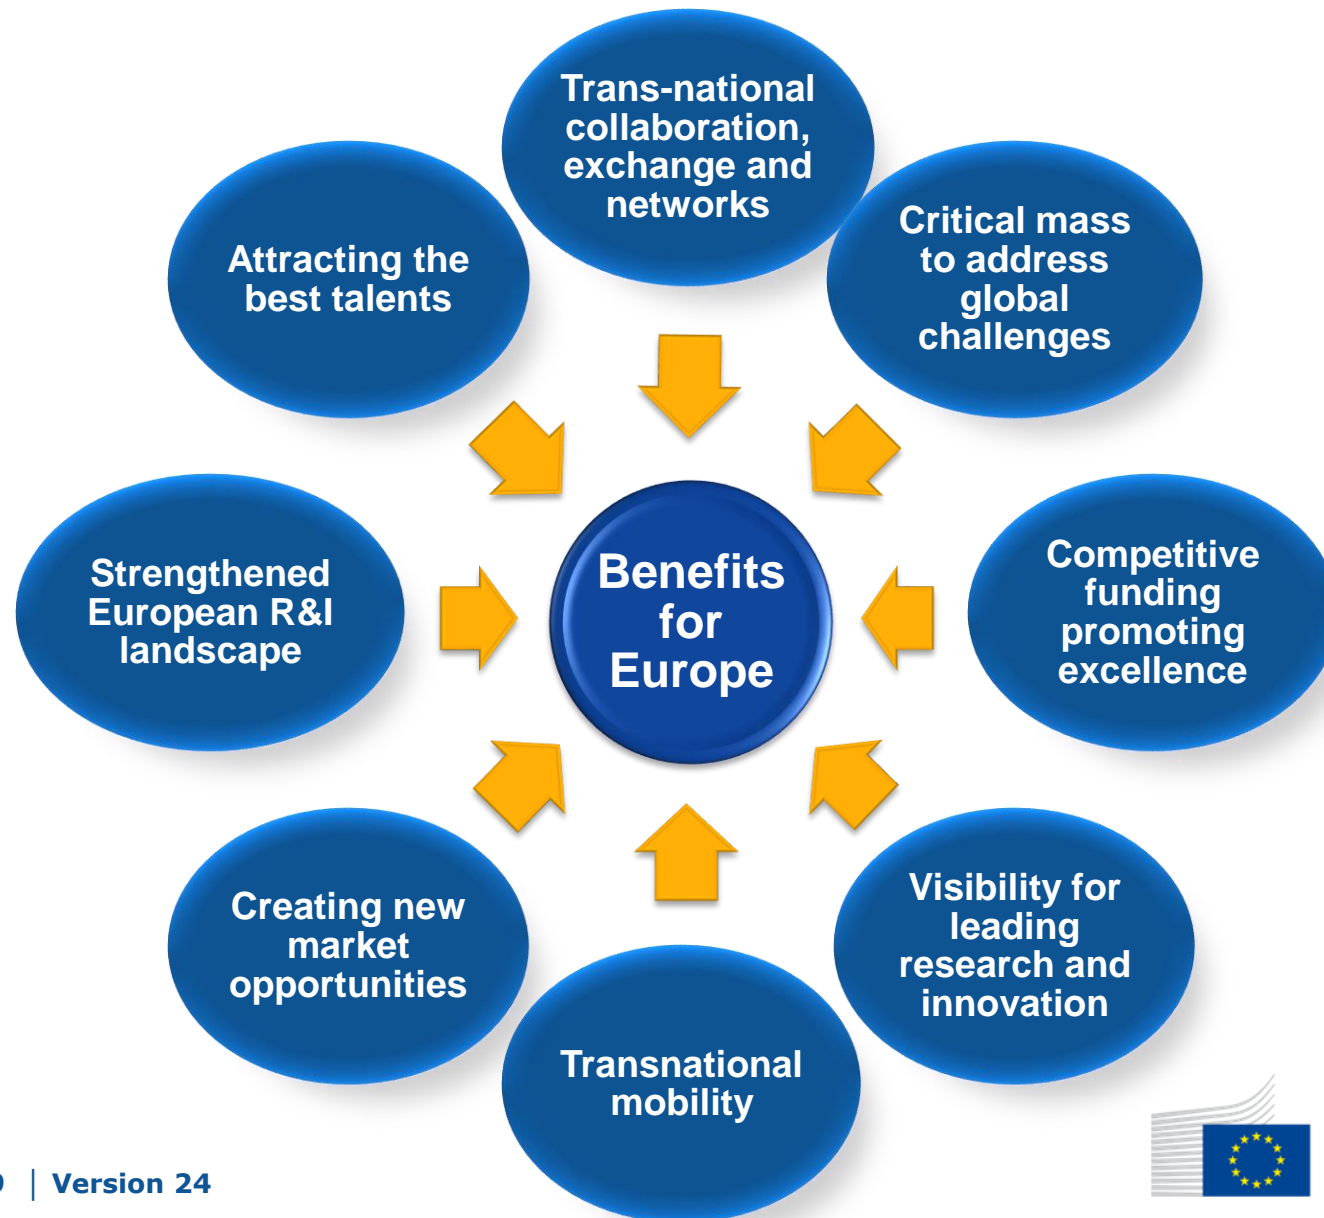 Trans-national
collaboration,
exchange and
networks
Critical mass
to address
global
challenges
Attracting the
best talents
Competitive
funding
promoting
excellence
Strengthened
European R&I
landscape
Benefits
for
Europe
Visibility for
leading
research and
innovation
Creating new
market
opportunities
Transnational
mobility
Version 24